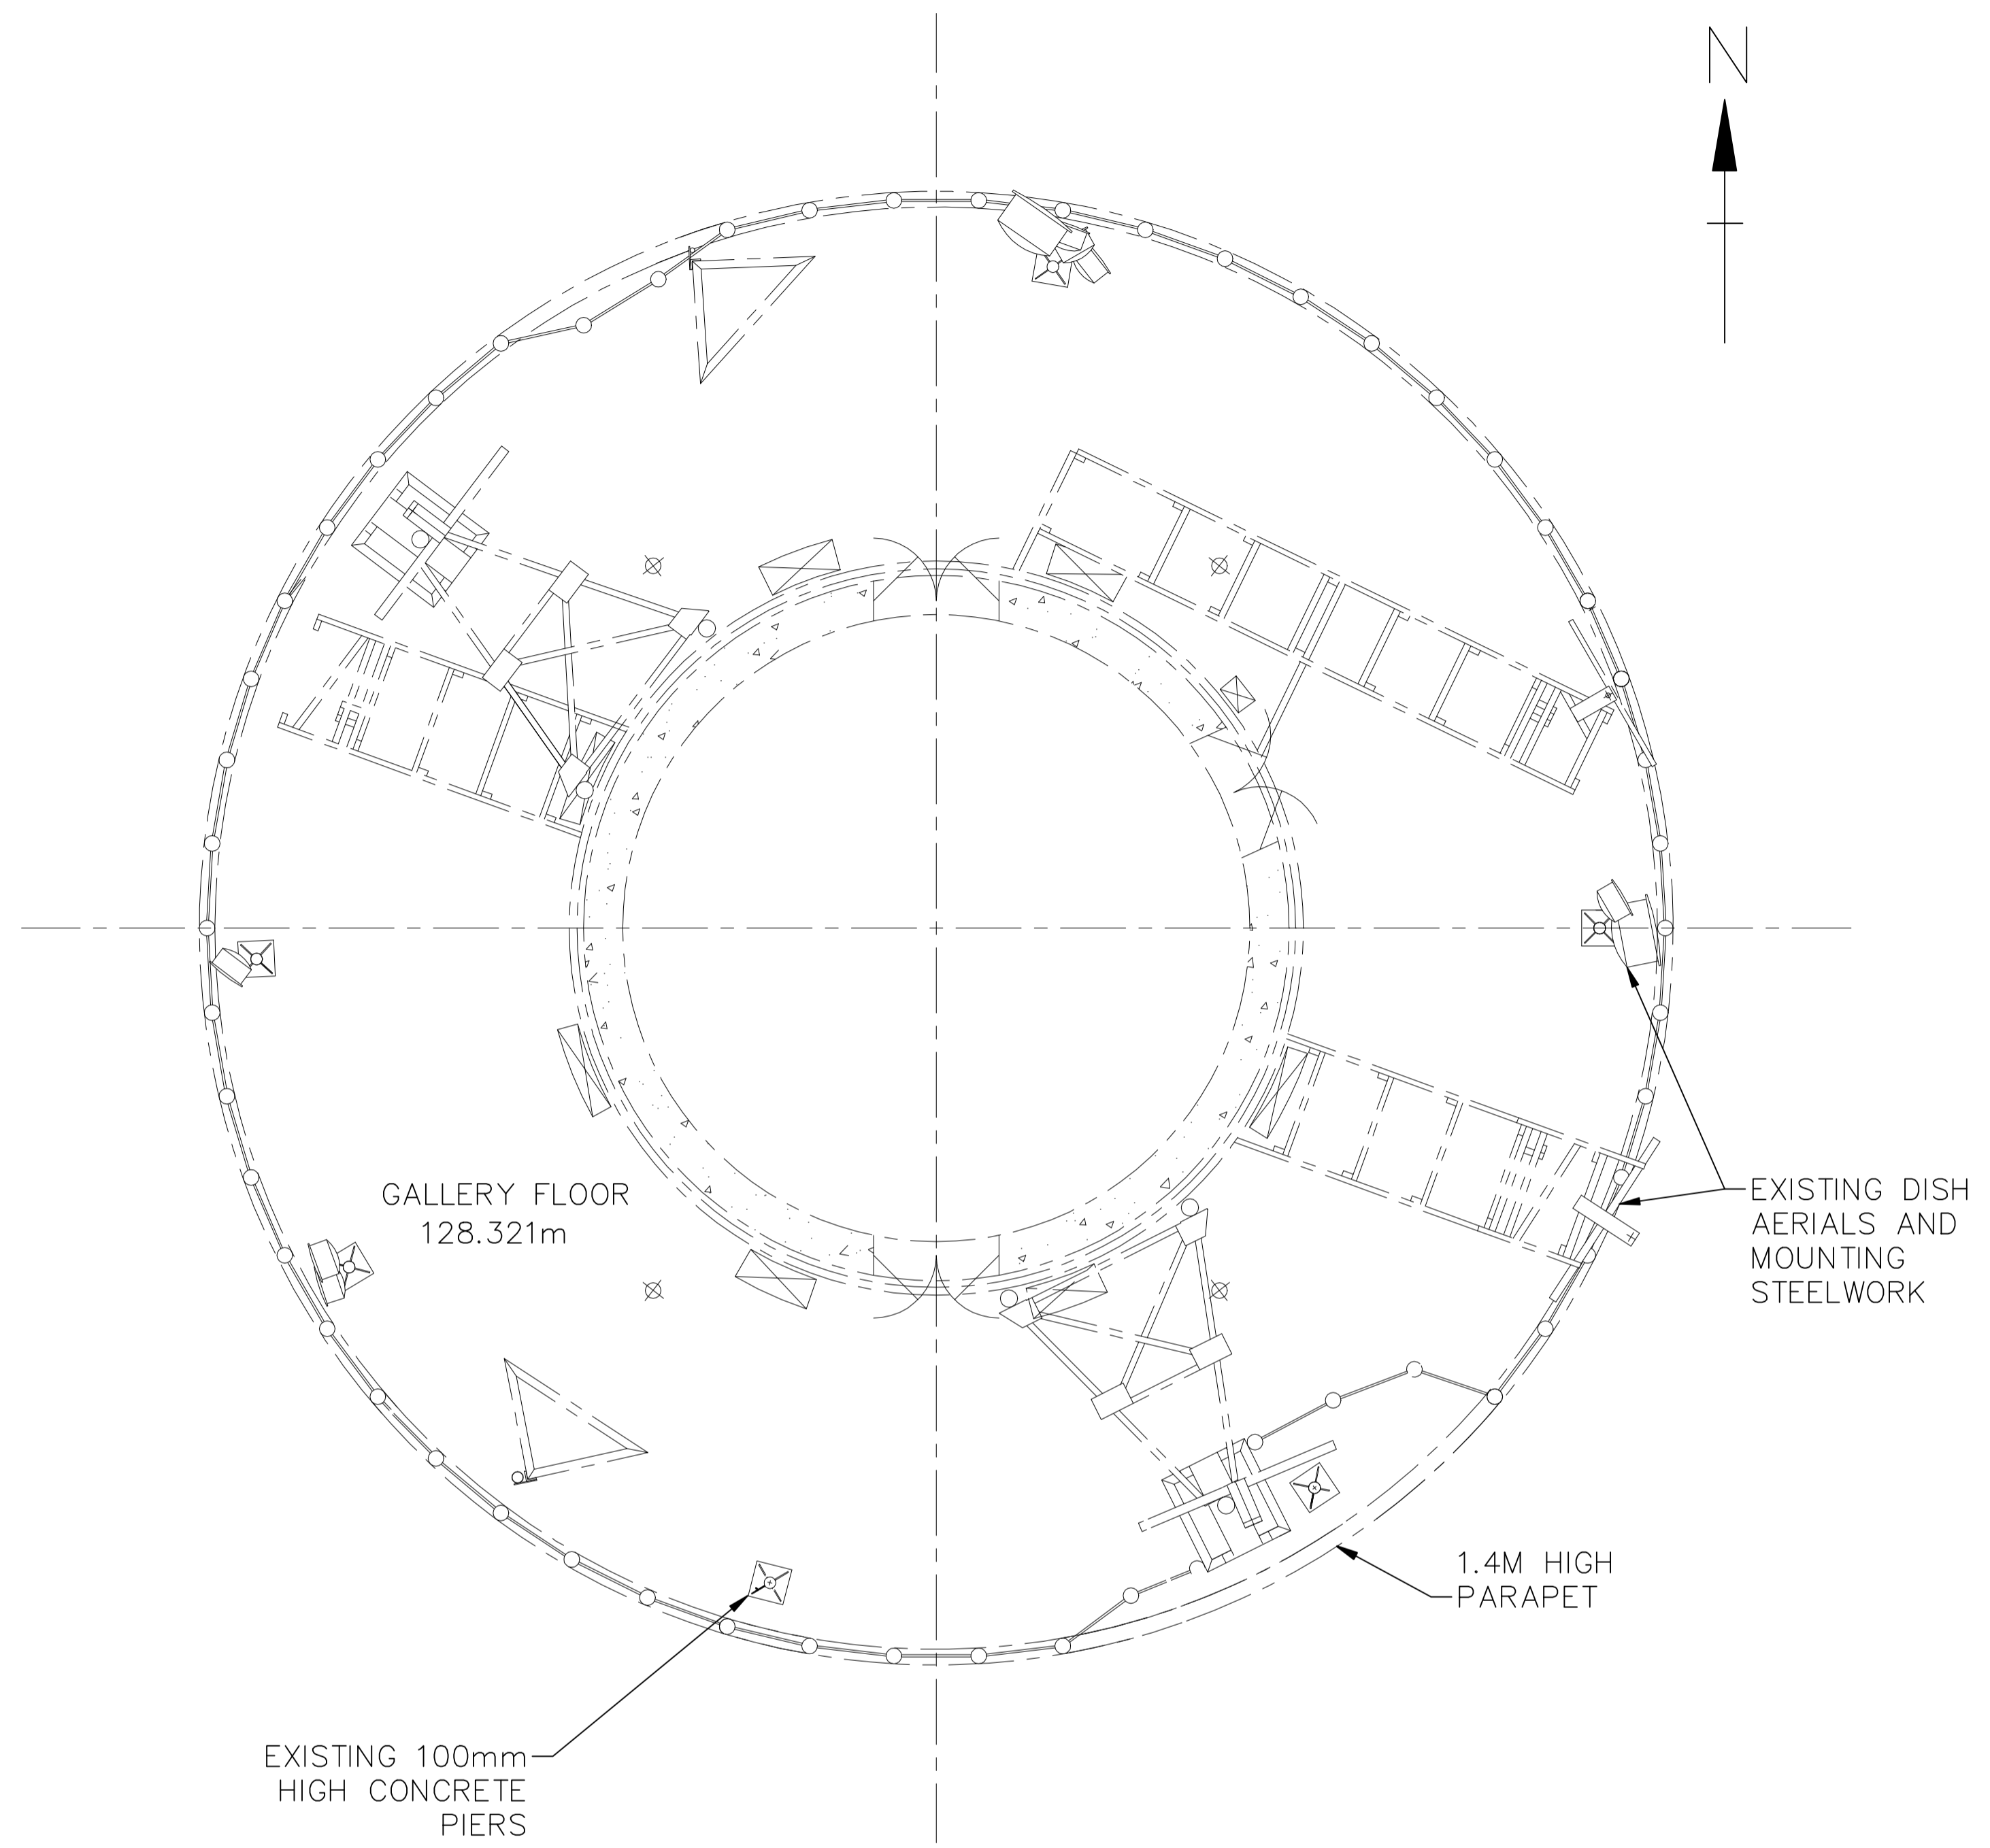 N
GALLERY FLOOR
128.321m
EXISTING DISH
AERIALS AND
MOUNTING
STEELWORK
1.4M HIGH
PARAPET
EXISTING 100mm
HIGH CONCRETE
PIERS